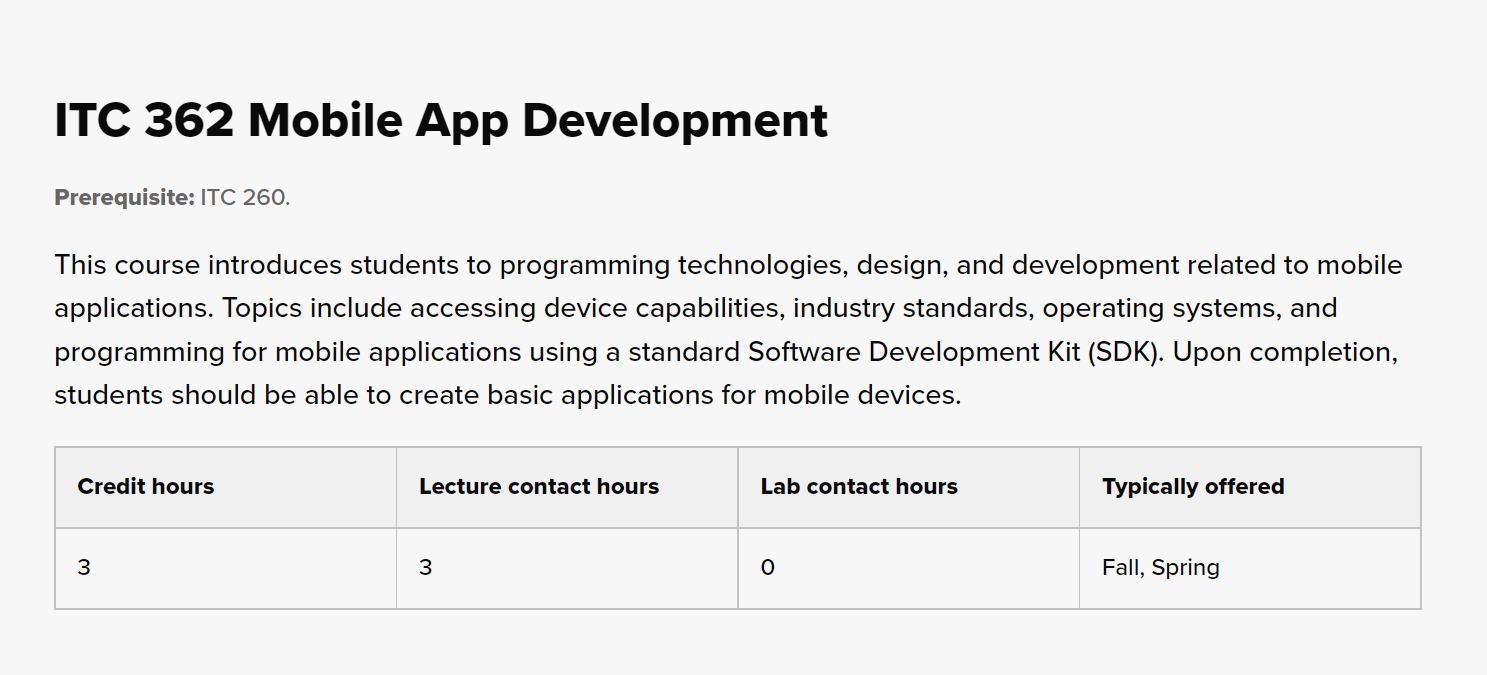 ITC 362 Mobile App Development
Prerequisite: ITC 260.
This course introduces students to programming technologies, design, and development related to mobile
applications. Topics include accessing device capabilities, industry standards, operating systems, and
programming for mobile applications using a standard Software Development Kit (SDK). Upon completion,
students should be able to create basic applications for mobile devices.
Credit hours Lecture contact hours Lab contact hours Typically offered
3 3 0 Fall, Spring